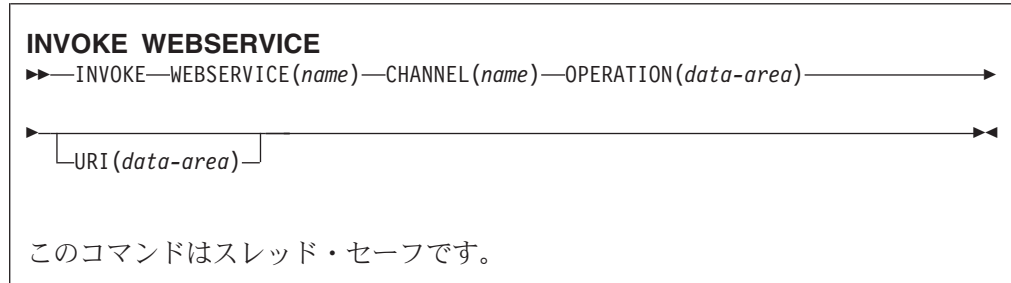 INVOKE WEBSERVICE
INVOKE WEBSERVICE(name) CHANNEL(name) OPERATION(data-area)
URI(data-area)
このコマンドはスレッド・セーフです。